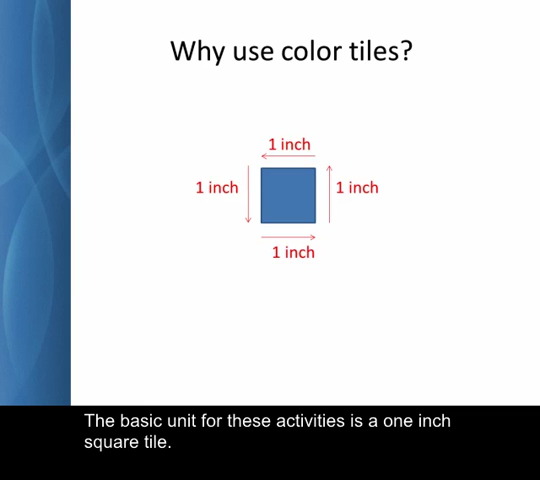 Why use color tiles?
1 inch
1 inch
1 inch
1 inch
The basic unit for these activities is a one inch
square tile.